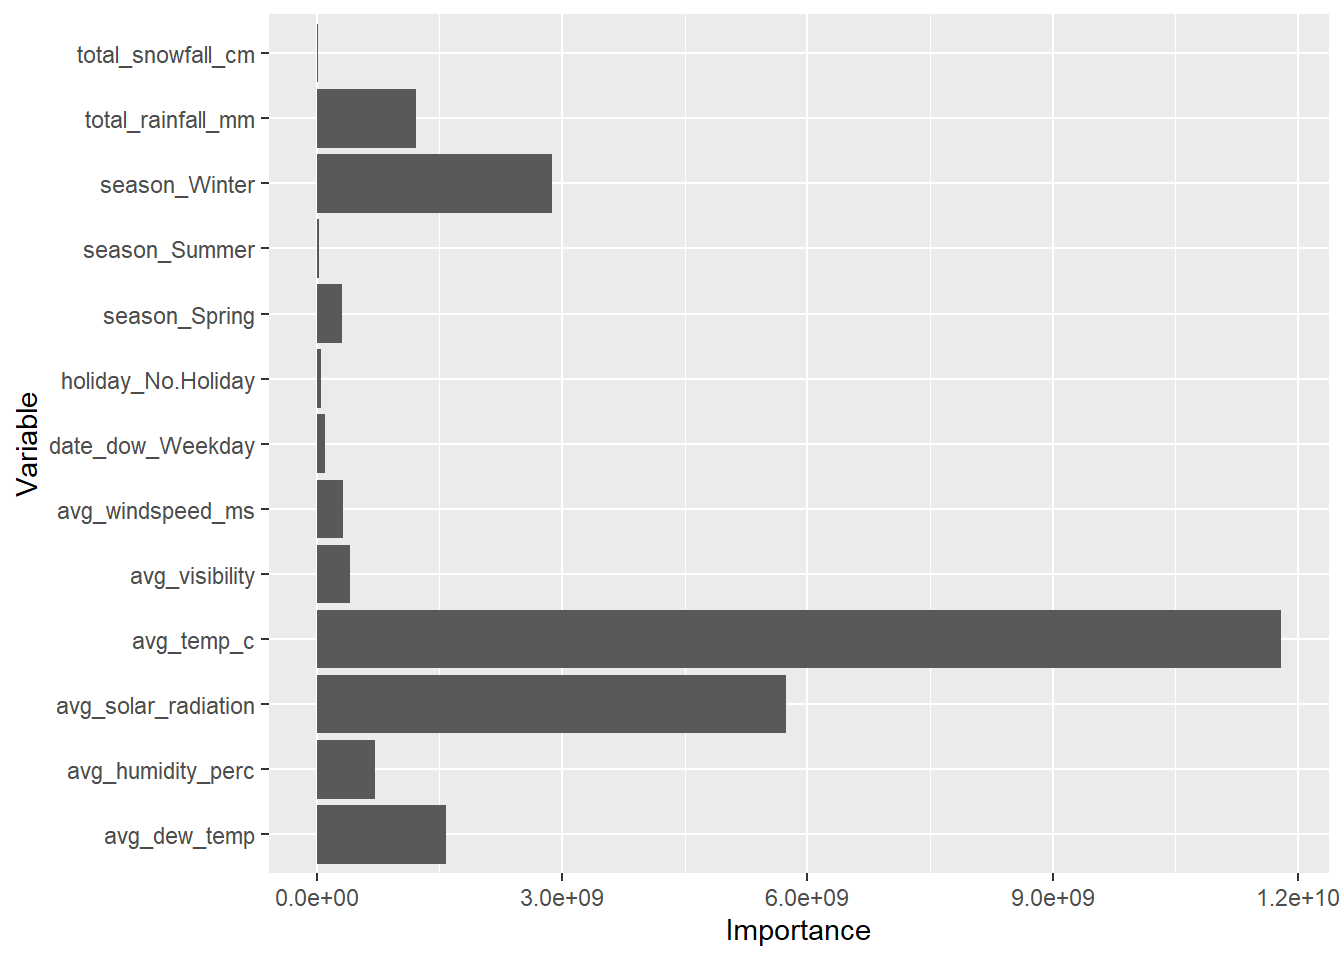 total_snowfall_cm
total_rainfall_mm
season_Winter
season_Summer
season_Spring
holiday_No.Holiday
date_dow_Weekday
avg_windspeed_ms
avg_visibility
avg_temp_c
avg_solar_radiation
avg_humidity_perc
avg_dew_temp
Variable
0.0e+00 3.0e+09 6.0e+09 9.0e+09 1.2e+10
Importance